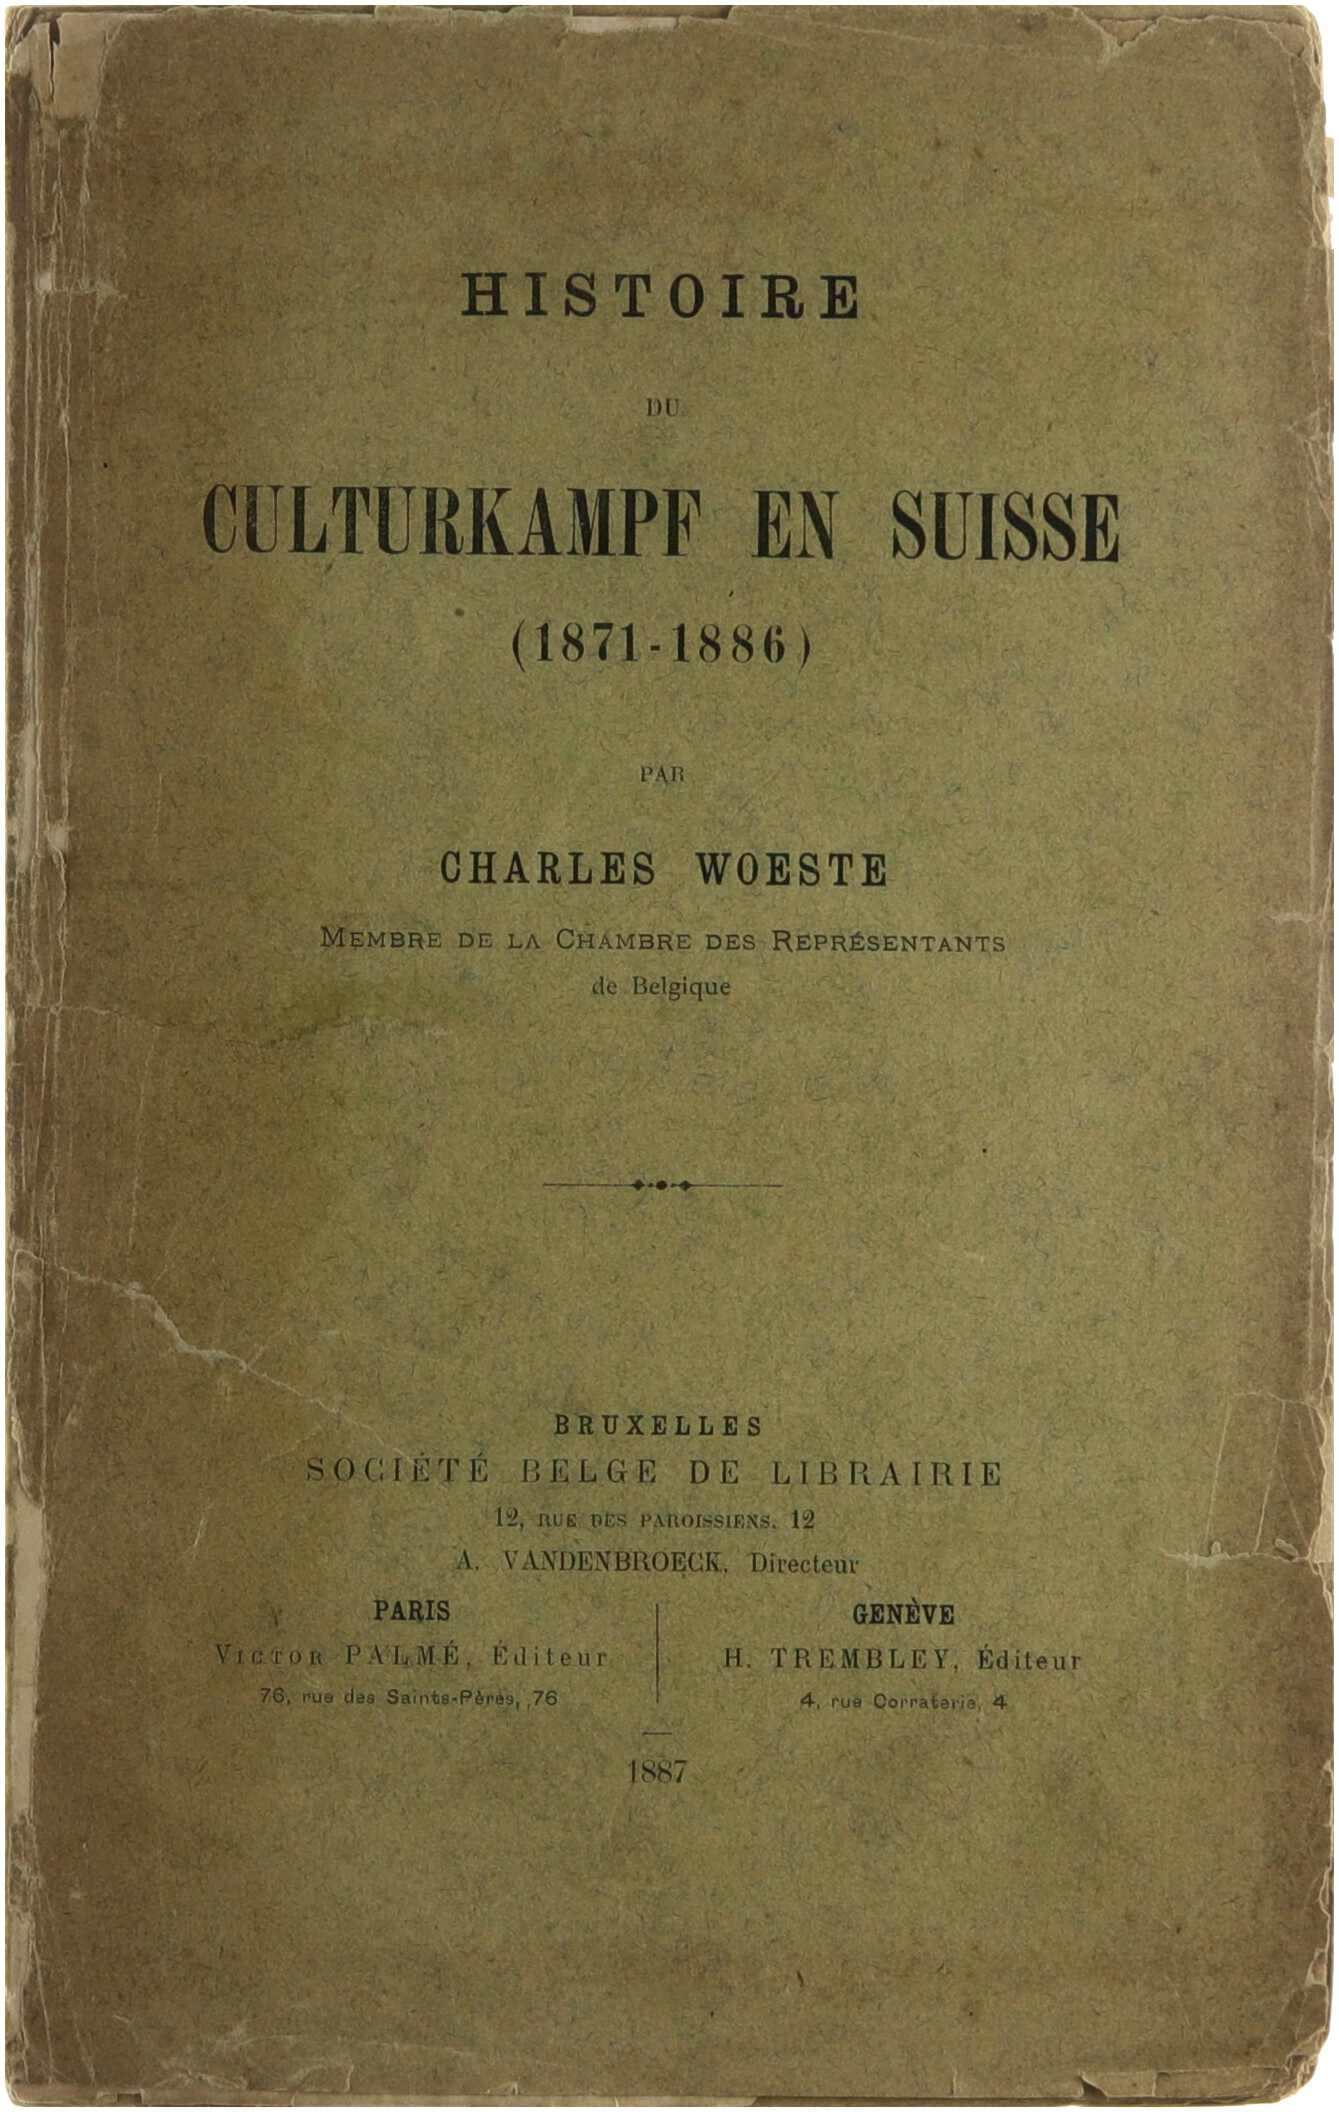 HISTOIRE
DU
CULTURKAMPF EN SUISSE
(1871-1886)
PAR
CHARLES WOESTE
MEMBRE DE LA CHAMBRE DES REPRÉSENTANTS
de Belgique
BRUXELLES
SOCIÉTÉ BELGE DE LIBRAIRIE
12, RUE DES PAROISSIENS, 12
A. VANDENBROECK, Directeur
PARIS
VICTOR PALMÉ, Éditeur
76, rue des Saints-Pères, 76
GENÈVE
H. TREMBLEY, Éditeur
4, rue Corraterie, 4
1887